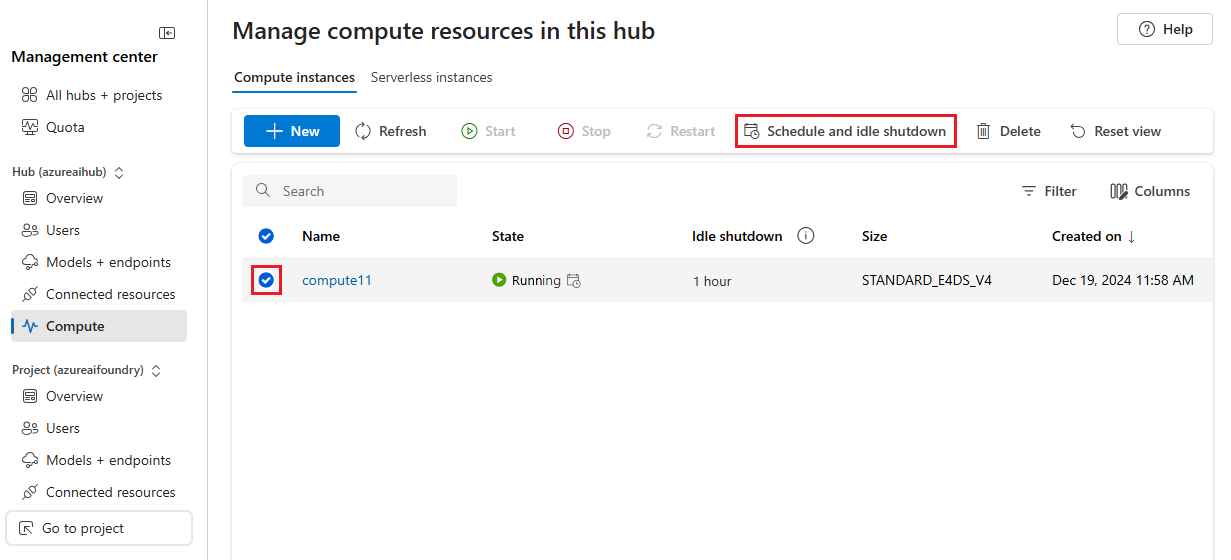 Management center
All hubs + projects
Quota
Hub (azureaihub)
Overview
Users
Models + endpoints
Connected resources
Compute
Project (azureaifoundry)
Overview
Users
Models + endpoints
Connected resources
Go to project
Manage compute resources in this hub
Help
Compute instances Serverless instances
New Refresh Start Stop Restart Schedule and idle shutdown Delete Reset view
Search Filter Columns
Name State Idle shutdown Size Created on ↓
compute11 Running 1 hour STANDARD_E4DS_V4 Dec 19, 2024 11:58 AM